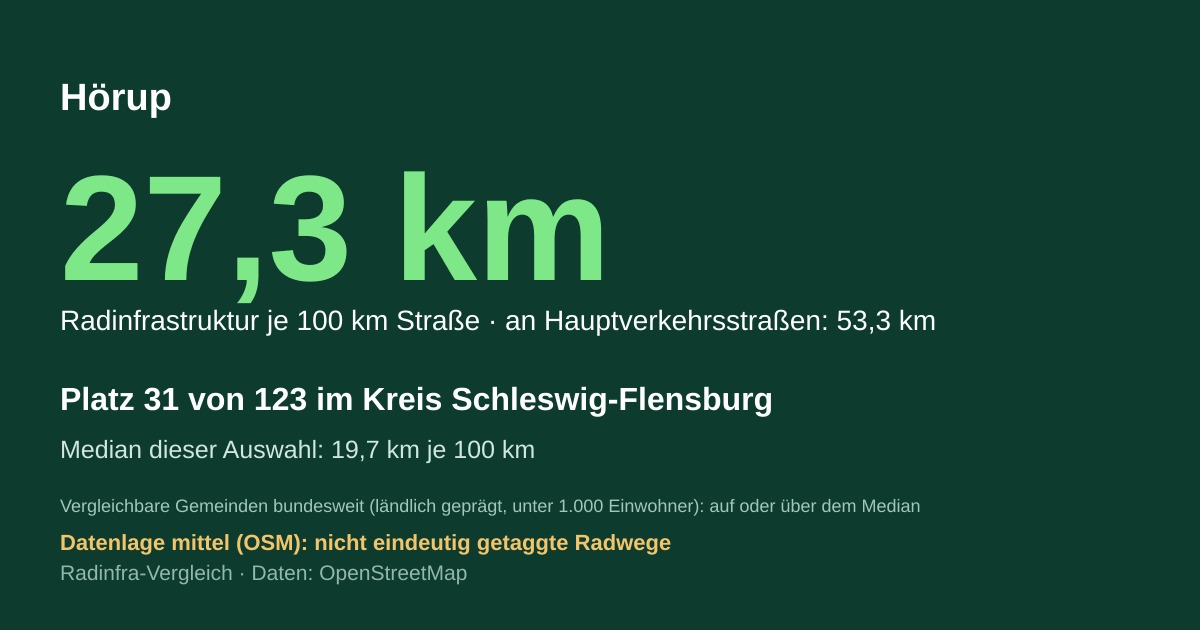 Hörup
27,3 km
Radinfrastruktur je 100 km Straße · an Hauptverkehrsstraßen: 53,3 km
Platz 31 von 123 im Kreis Schleswig-Flensburg
Median dieser Auswahl: 19,7 km je 100 km
Vergleichbare Gemeinden bundesweit (ländlich geprägt, unter 1.000 Einwohner): auf oder über dem Median
Datenlage mittel (OSM): nicht eindeutig getaggte Radwege
Radinfra-Vergleich · Daten: OpenStreetMap